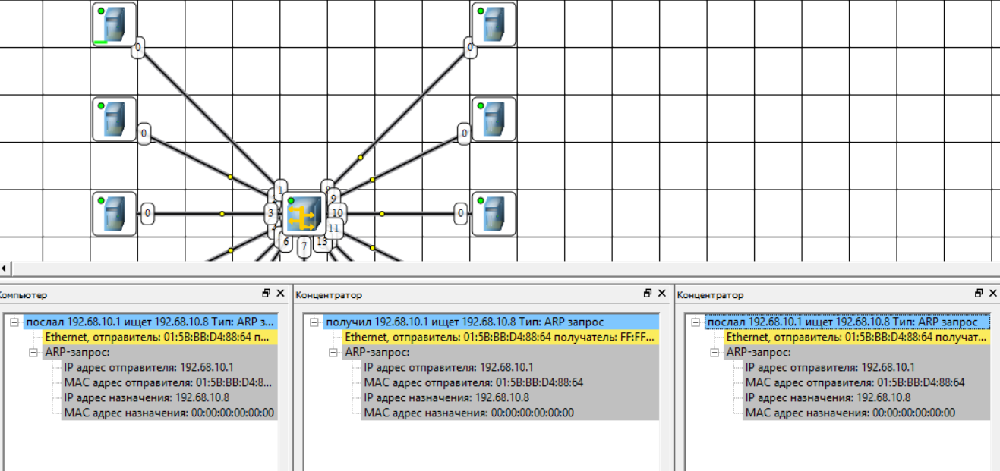 0
0
0
0
1
8
9
0
3
10
0
11
6
7
13
Компьютер
послал 192.68.10.1 ищет 192.68.10.8 Тип: ARP з...
Ethernet, отправитель: 01:5B:BB:D4:88:64 п...
ARP-запрос:
IP адрес отправителя: 192.68.10.1
MAC адрес отправителя: 01:5B:BB:D4:8...
IP адрес назначения: 192.68.10.8
MAC адрес назначения: 00:00:00:00:00:00
Концентратор
получил 192.68.10.1 ищет 192.68.10.8 Тип: ARP запрос
Ethernet, отправитель: 01:5B:BB:D4:88:64 получатель: FF:FF...
ARP-запрос:
IP адрес отправителя: 192.68.10.1
MAC адрес отправителя: 01:5B:BB:D4:88:64
IP адрес назначения: 192.68.10.8
MAC адрес назначения: 00:00:00:00:00:00
Концентратор
послал 192.68.10.1 ищет 192.68.10.8 Тип: ARP запрос
Ethernet, отправитель: 01:5B:BB:D4:88:64 получат...
ARP-запрос:
IP адрес отправителя: 192.68.10.1
MAC адрес отправителя: 01:5B:BB:D4:88:64
IP адрес назначения: 192.68.10.8
MAC адрес назначения: 00:00:00:00:00:00